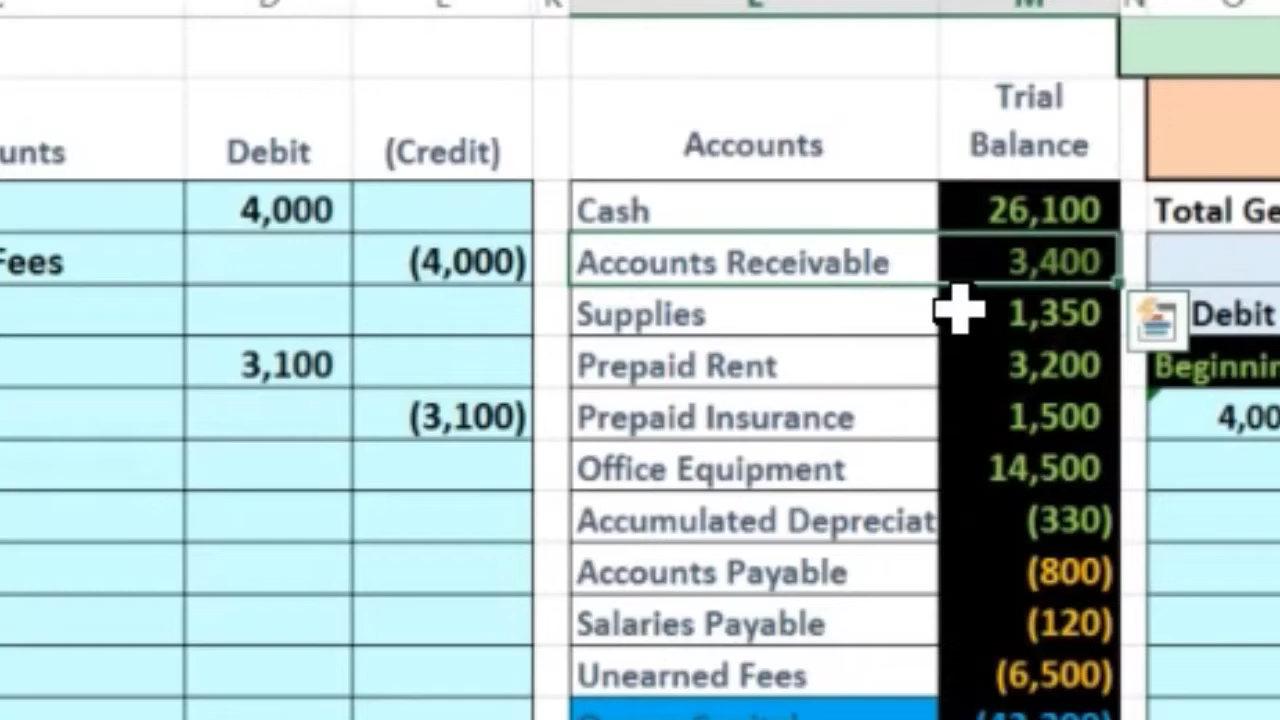 Trial
unts Debit (Credit) Accounts Balance
4,000 Cash 26,100 Total Ge
Fees (4,000) Accounts Receivable 3,400
Supplies 1,350 Debit
3,100 Prepaid Rent 3,200 Beginnin
(3,100) Prepaid Insurance 1,500 4,00
Office Equipment 14,500
Accumulated Depreciat (330)
Accounts Payable (800)
Salaries Payable (120)
Unearned Fees (6,500)